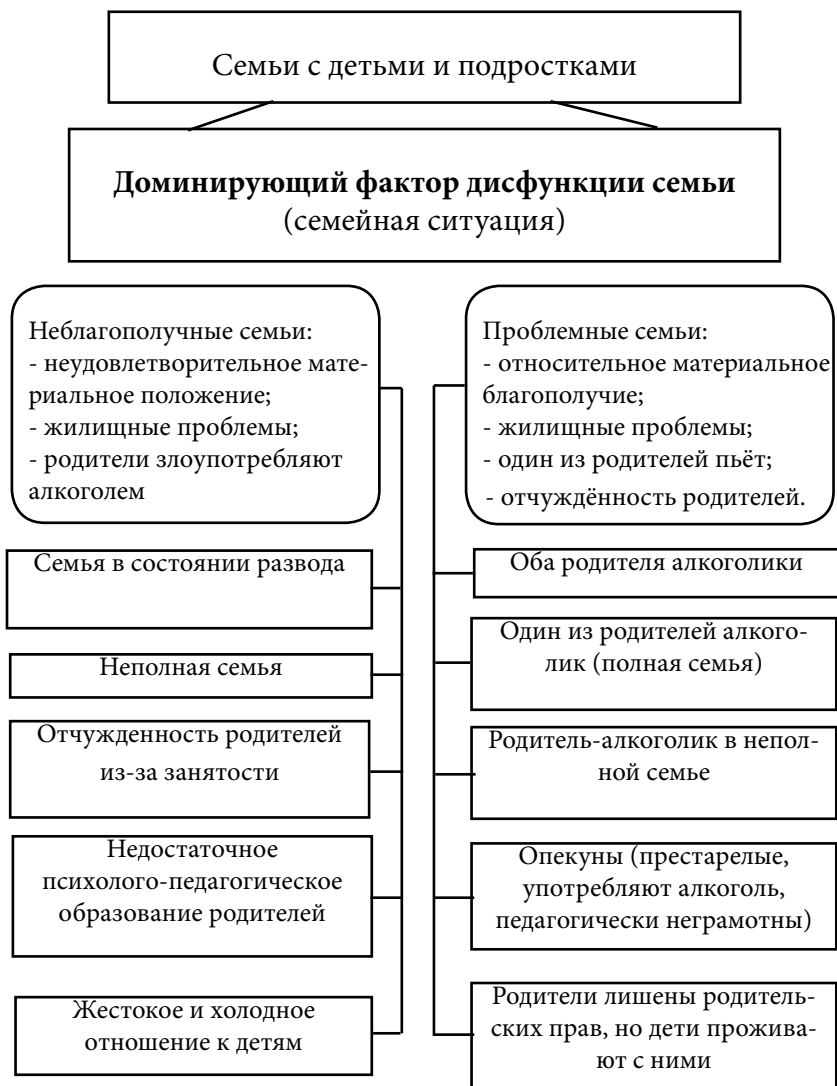 Семьи с детьми и подростками
Доминирующий фактор дисфункции семьи
(семейная ситуация)
Неблагополучные семьи:
- неудовлетворительное мате-
риальное положение;
- жилищные проблемы;
- родители злоупотребляют
алкоголем
Семья в состоянии развода
Неполная семья
Отчужденность родителей
из-за занятости
Недостаточное
психолого-педагогическое
образование родителей
Жестокое и холодное
отношение к детям
Проблемные семьи:
- относительное материальное
благополучие;
- жилищные проблемы;
- один из родителей пьёт;
- отчуждённость родителей.
Оба родителя алкоголики
Один из родителей алкого-
лик (полная семья)
Родитель-алкоголик в непол-
ной семье
Опекуны (престарелые,
употребляют алкоголь,
педагогически неграмотны)
Родители лишены родитель-
ских прав, но дети прожива-
ют с ними